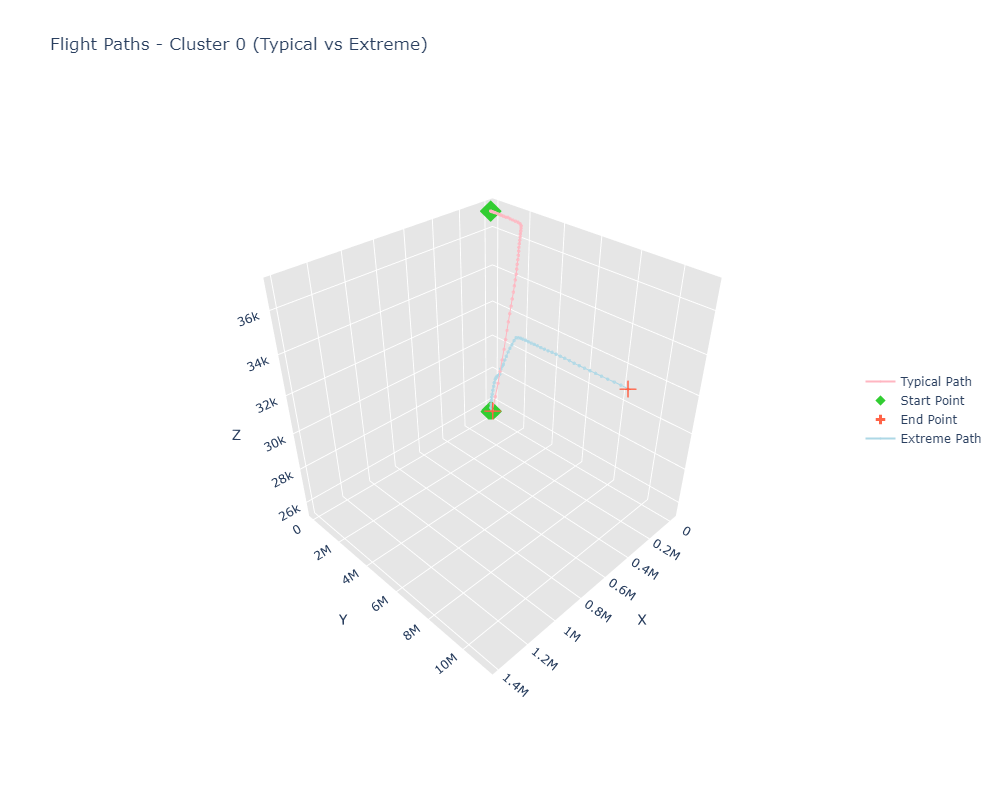 Flight Paths - Cluster 0 (Typical vs Extreme)
36k
34k
32k
30k
28k
26k
Z
0
2M
4M
6M
8M
10M
Y
0
0.2M
0.4M
0.6M
0.8M
1M
1.2M
1.4M
X
Typical Path
Start Point
End Point
Extreme Path